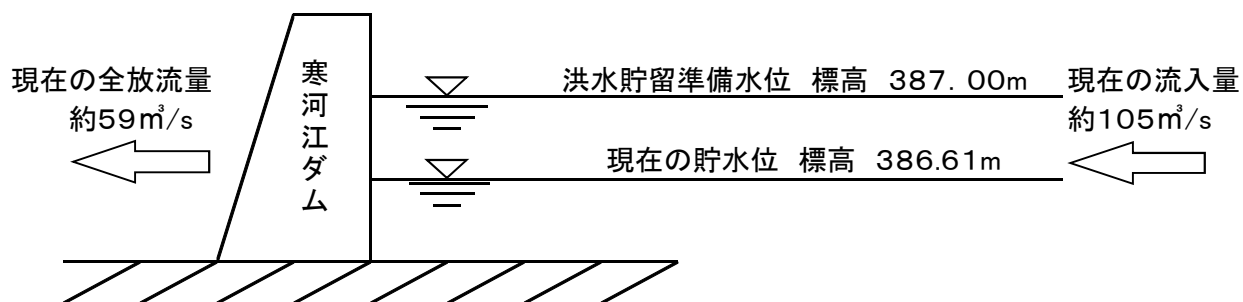 現在の全放流量
約59㎥/s
寒河江ダム
洪水貯留準備水位 標高 387.00m
現在の貯水位 標高 386.61m
現在の流入量
約105㎥/s